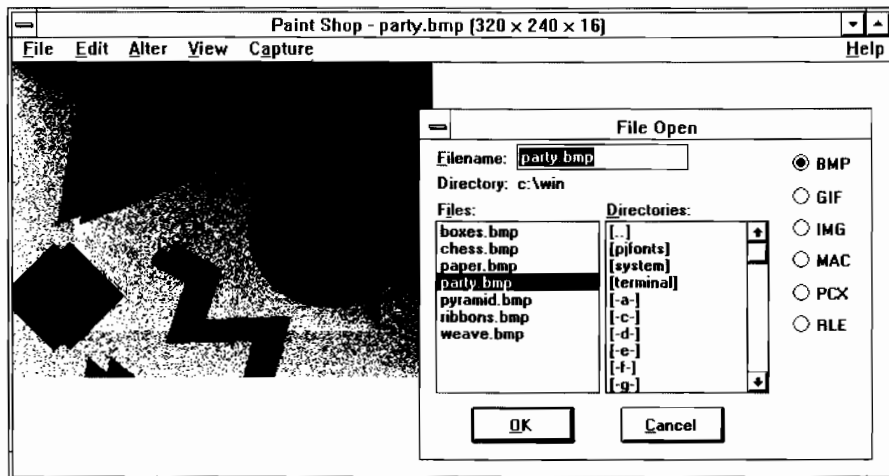 Paint Shop - party.bmp (320 x 240 x 16)
File Edit Alter View Capture Help
File Open
Filename: party.bmp
Directory: c:\win
Files:
boxes.bmp
chess.bmp
paper.bmp
party.bmp
pyramid.bmp
ribbons.bmp
weave.bmp
Directories:
[..]
[pjfonts]
[system]
[terminal]
[-a-]
[-c-]
[-d-]
[-e-]
[-f-]
[-g-]
BMP
GIF
IMG
MAC
PCX
RLE
OK Cancel